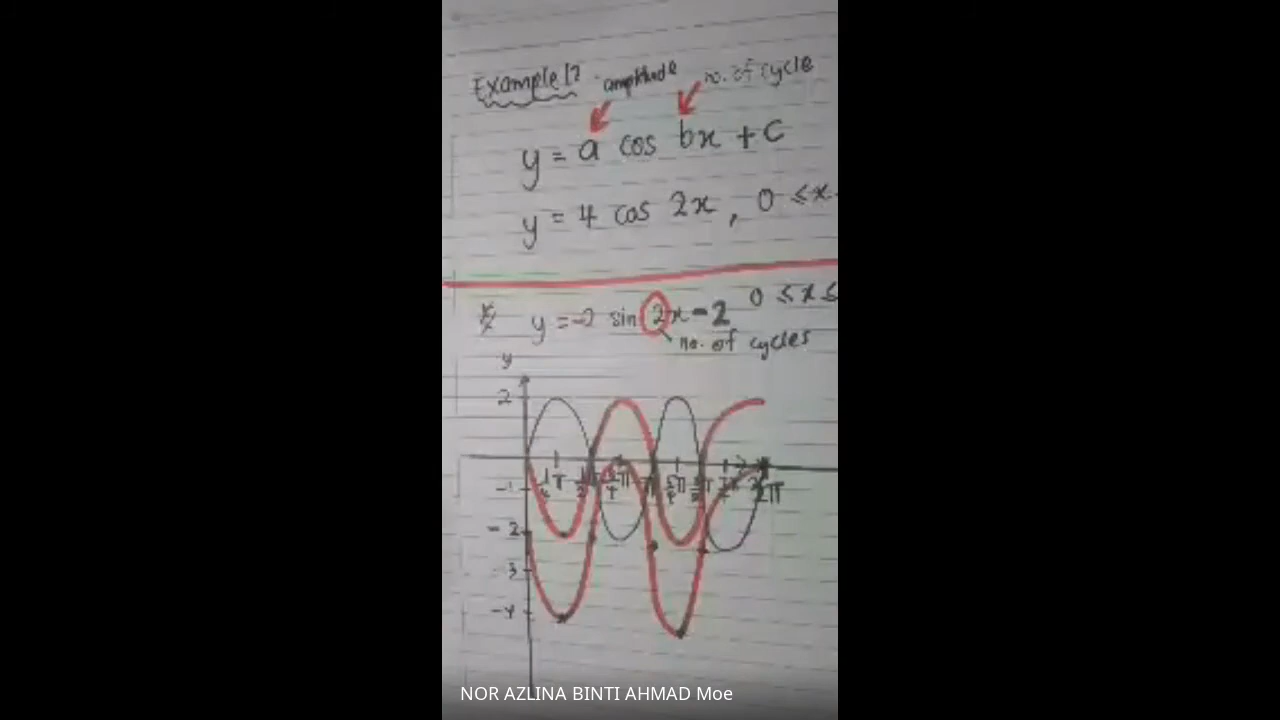 Example 12 amplitude no. of cycle
y = a cos bx + c
y = 4 cos 2x , 0 ≤ x
y = -2 sin 2x - 2 0 ≤ x ≤
no. of cycles
y
2
-1
-2
-3
-4
2π
NOR AZLINA BINTI AHMAD Moe